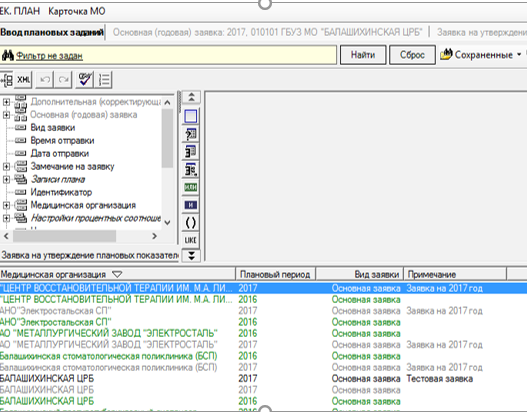 ЕК. ПЛАН Карточка МО
Ввод плановых заданий Основная (годовая) заявка: 2017, 010101 ГБУЗ МО "БАЛАШИХИНСКАЯ ЦРБ" Заявка на утверждени
Фильтр не задан Найти Сброс Сохраненные
XML
Дополнительная (корректирующа
Основная (годовая) заявка
Вид заявки
Время отправки
Дата отправки
Замечание на заявку
Записи плана
Идентификатор
Медицинская организация
Настройки процентных соотноше
ИЛИ
И
( )
LIKE
Заявка на утверждение плановых показател
Медицинская организация Плановый период Вид заявки Примечание
"ЦЕНТР ВОССТАНОВИТЕЛЬНОЙ ТЕРАПИИ ИМ. М.А. ЛИ... 2017 Основная заявка Заявка на 2017 год
"ЦЕНТР ВОССТАНОВИТЕЛЬНОЙ ТЕРАПИИ ИМ. М.А. ЛИ... 2016 Основная заявка
АНО"Электростальская СП" 2017 Основная заявка Заявка на 2017 год
АНО"Электростальская СП" 2016 Основная заявка
АО "МЕТАЛЛУРГИЧЕСКИЙ ЗАВОД "ЭЛЕКТРОСТАЛЬ" 2016 Основная заявка
АО "МЕТАЛЛУРГИЧЕСКИЙ ЗАВОД "ЭЛЕКТРОСТАЛЬ" 2017 Основная заявка Заявка на 2017 год
Балашихинская стоматологическая поликлиника (БСП) 2016 Основная заявка
Балашихинская стоматологическая поликлиника (БСП) 2017 Основная заявка Заявка на 2017 год
БАЛАШИХИНСКАЯ ЦРБ 2017 Основная заявка Тестовая заявка
БАЛАШИХИНСКАЯ ЦРБ 2017 Основная заявка
БАЛАШИХИНСКАЯ ЦРБ 2016 Основная заявка